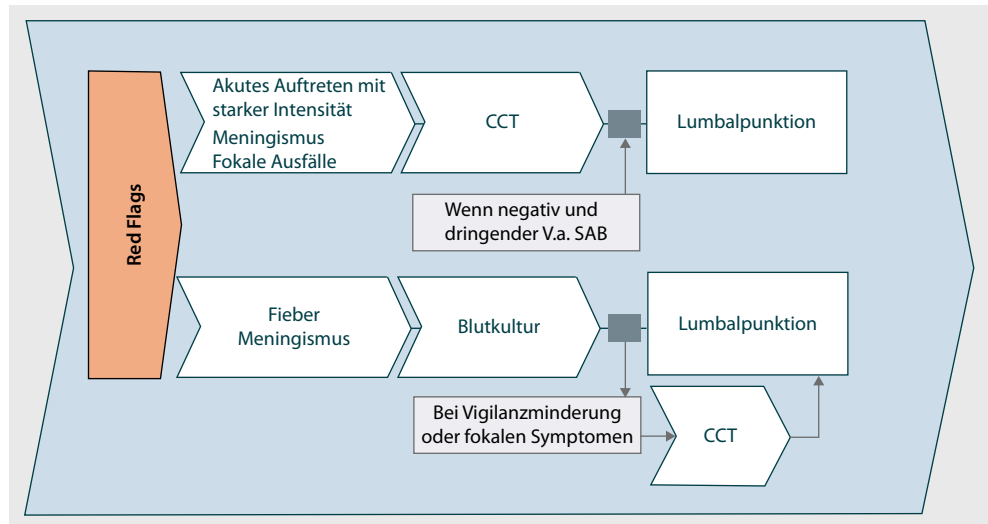 Red Flags
Akutes Auftreten mit
starker Intensität
Meningismus
Fokale Ausfälle
CCT
Lumbalpunktion
Wenn negativ und
dringender V.a. SAB
Fieber
Meningismus
Blutkultur
Lumbalpunktion
Bei Vigilanzminderung
oder fokalen Symptomen
CCT